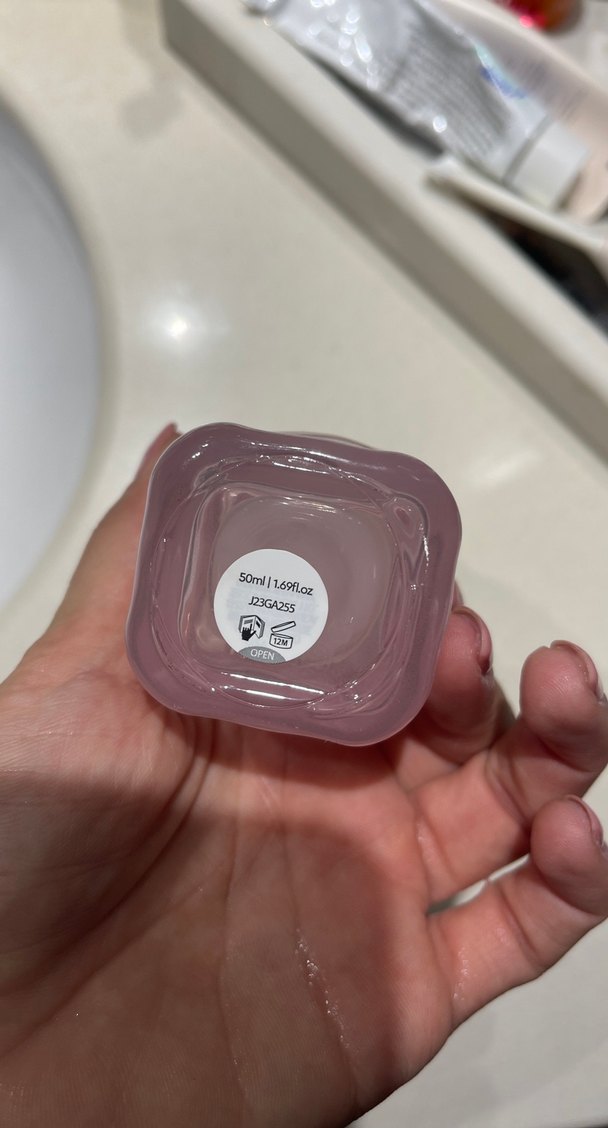 50ml | 1.69fl.oz
J23GA255
12M
OPEN